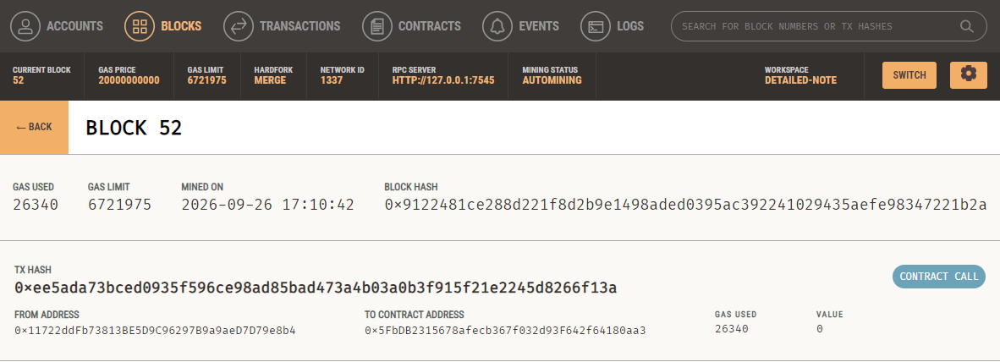 ACCOUNTS BLOCKS TRANSACTIONS CONTRACTS EVENTS LOGS SEARCH FOR BLOCK NUMBERS OR TX HASHES
CURRENT BLOCK GAS PRICE GAS LIMIT HARDFORK NETWORK ID RPC SERVER MINING STATUS WORKSPACE
52 20000000000 6721975 MERGE 1337 HTTP://127.0.0.1:7545 AUTOMINING DETAILED-NOTE SWITCH
← BACK BLOCK 52
GAS USED GAS LIMIT MINED ON BLOCK HASH
26340 6721975 2026-09-26 17:10:42 0×9122481ce288d221f8d2b9e1498aded0395ac392241029435aefe98347221b2a
TX HASH
0×ee5ada73bced0935f596ce98ad85bad473a4b03a0b3f915f21e2245d8266f13a CONTRACT CALL
FROM ADDRESS TO CONTRACT ADDRESS GAS USED VALUE
0×11722ddFb73813BE5D9C96297B9a9aeD7D79e8b4 0×5FbDB2315678afecb367f032d93F642f64180aa3 26340 0